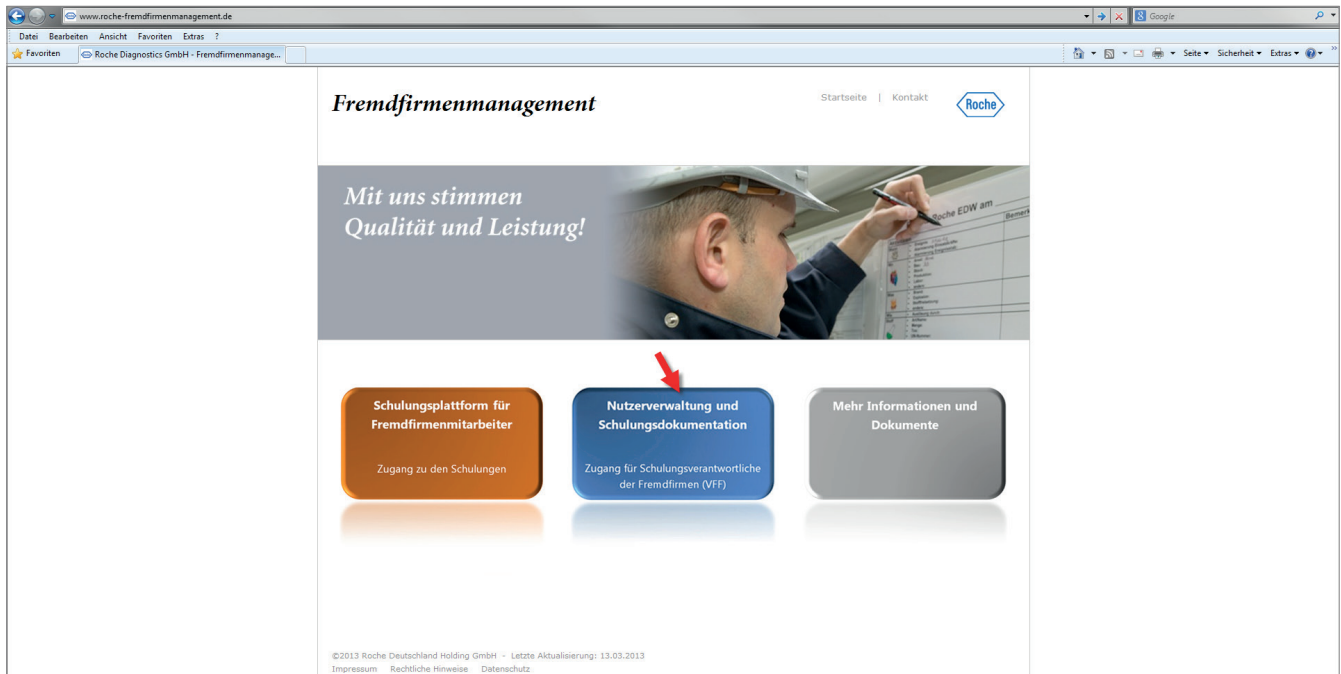 www.roche-fremdfirmenmanagement.de
Google
Datei Bearbeiten Ansicht Favoriten Extras ?
Favoriten
Roche Diagnostics GmbH - Fremdfirmenmanage...
Seite Sicherheit Extras
Fremdfirmenmanagement
Startseite | Kontakt
Roche
Mit uns stimmen
Qualität und Leistung!
Roche EDW am
Schulungsplattform für
Fremdfirmenmitarbeiter
Zugang zu den Schulungen
Nutzerverwaltung und
Schulungsdokumentation
Zugang für Schulungsverantwortliche
der Fremdfirmen (VFF)
Mehr Informationen und
Dokumente
©2013 Roche Deutschland Holding GmbH - Letzte Aktualisierung: 13.03.2013
Impressum Rechtliche Hinweise Datenschutz